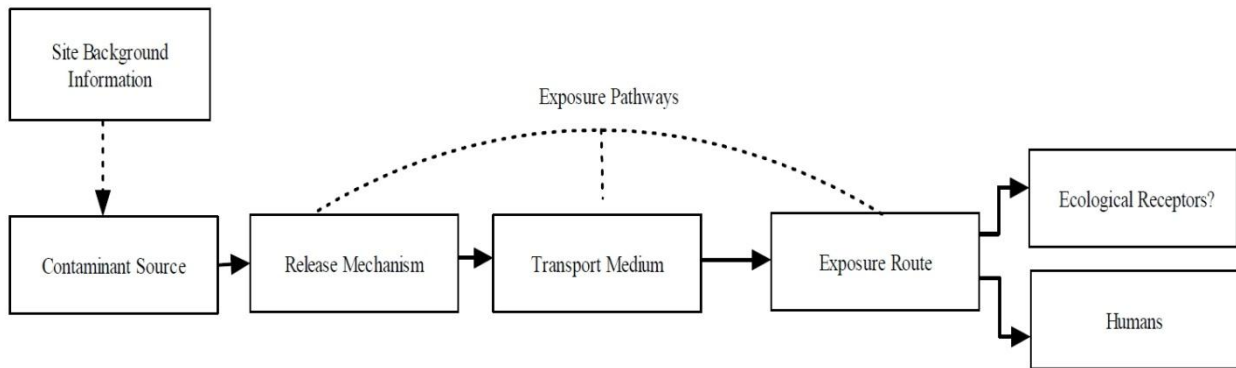 Site Background
Information
Exposure Pathways
Ecological Receptors?
Contaminant Source
Release Mechanism
Transport Medium
Exposure Route
Humans